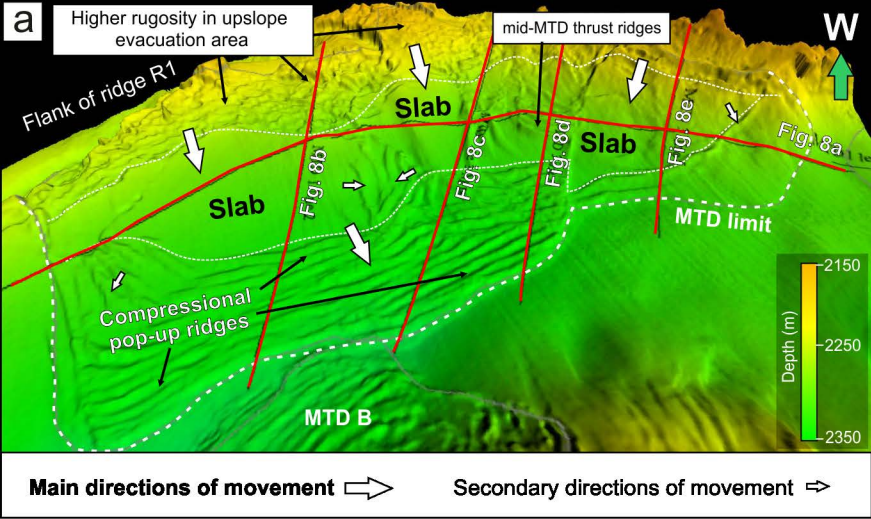 a
Higher rugosity in upslope
evacuation area
mid-MTD thrust ridges
W
Flank of ridge R1
Slab
Slab
Slab
Fig. 8a
Fig. 8b
Fig. 8c
Fig. 8d
Fig. 8e
MTD limit
Compressional
pop-up ridges
MTD B
Depth (m)
2150
2250
2350
Main directions of movement
Secondary directions of movement